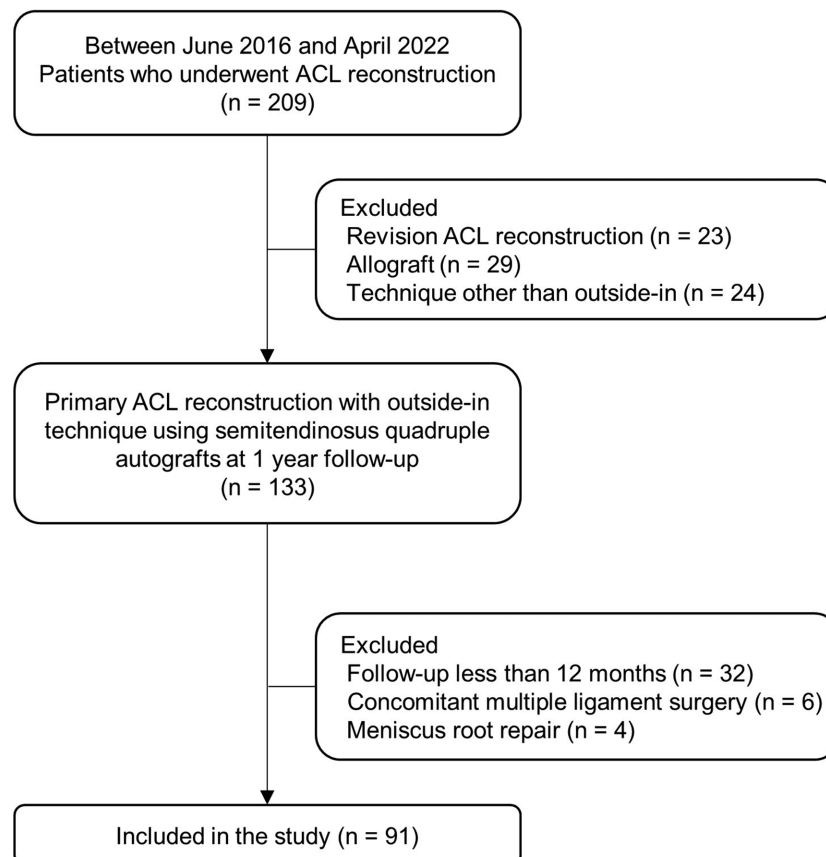 Between June 2016 and April 2022
Patients who underwent ACL reconstruction
(n = 209)
Excluded
Revision ACL reconstruction (n = 23)
Allograft (n = 29)
Technique other than outside-in (n = 24)
Primary ACL reconstruction with outside-in
technique using semitendinosus quadruple
autografts at 1 year follow-up
(n = 133)
Excluded
Follow-up less than 12 months (n = 32)
Concomitant multiple ligament surgery (n = 6)
Meniscus root repair (n = 4)
Included in the study (n = 91)